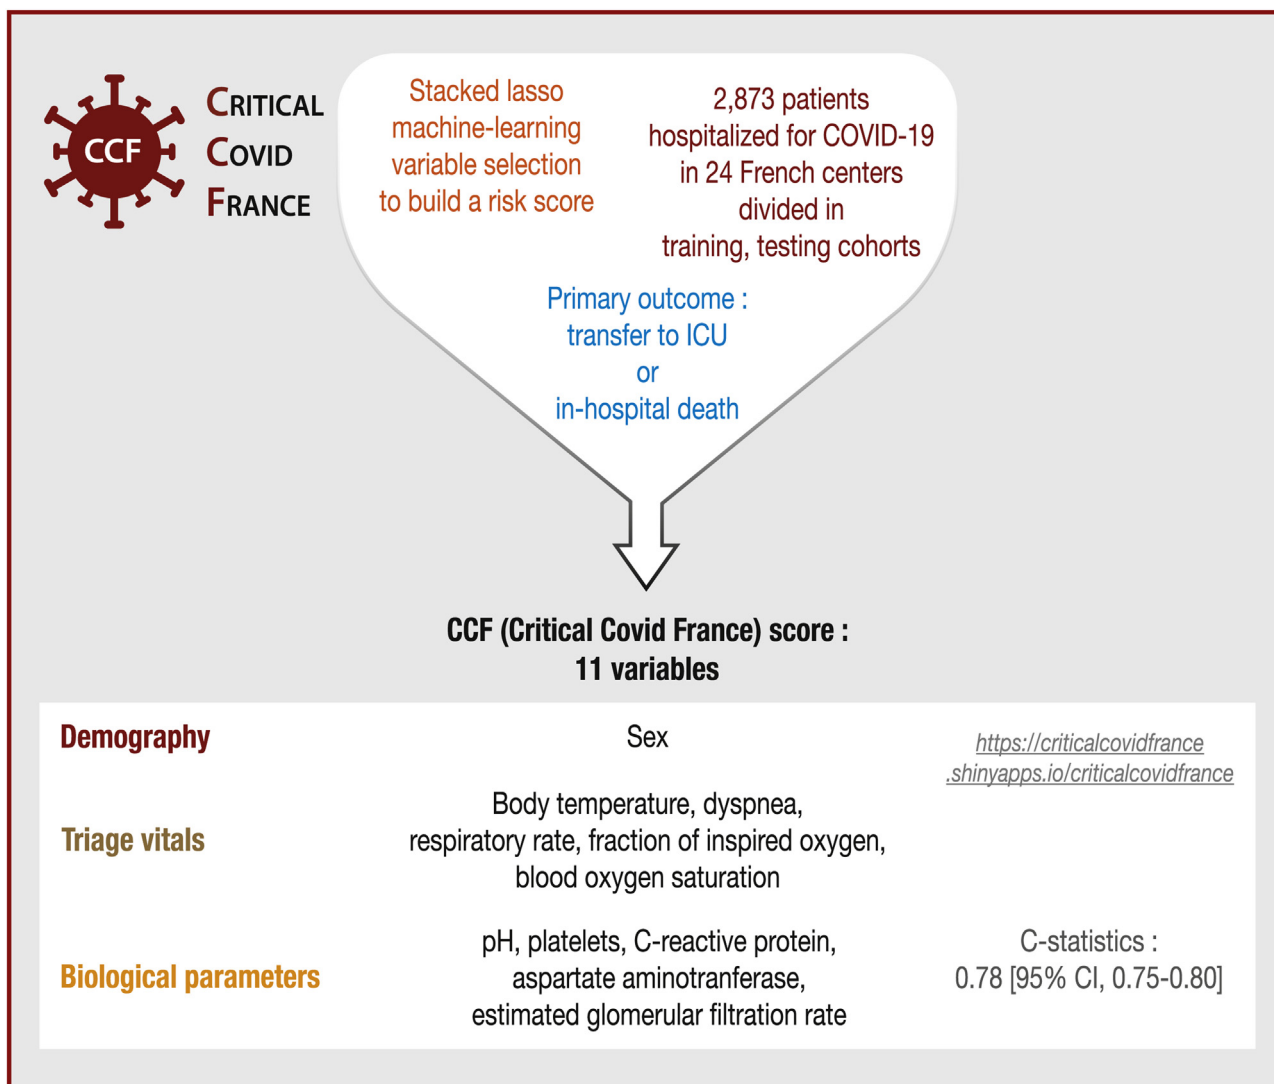 CCF
CRITICAL
COVID
FRANCE
Stacked lasso
machine-learning
variable selection
to build a risk score
2,873 patients
hospitalized for COVID-19
in 24 French centers
divided in
training, testing cohorts
Primary outcome :
transfer to ICU
or
in-hospital death
CCF (Critical Covid France) score :
11 variables
Demography
Sex
https://criticalcovidfrance
.shinyapps.io/criticalcovidfrance
Triage vitals
Body temperature, dyspnea,
respiratory rate, fraction of inspired oxygen,
blood oxygen saturation
Biological parameters
pH, platelets, C-reactive protein,
aspartate aminotranferase,
estimated glomerular filtration rate
C-statistics :
0.78 [95% CI, 0.75-0.80]